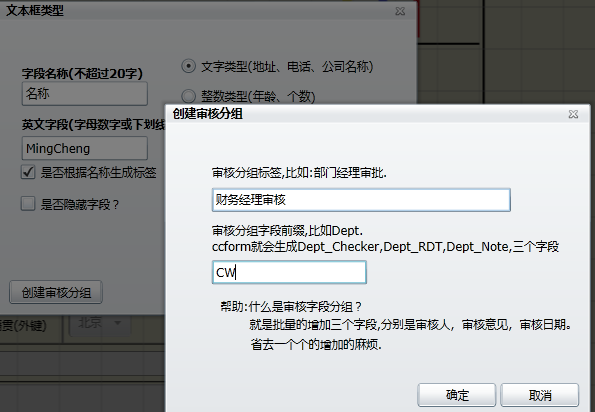 文本框类型
字段名称(不超过20字)
名称
文字类型(地址、电话、公司名称)
整数类型(年龄、个数)
英文字段(字母数字或下划线
MingCheng
是否根据名称生成标签
是否隐藏字段？
创建审核分组
(外键)
北京
创建审核分组
审核分组标签,比如:部门经理审批.
财务经理审核
审核分组字段前缀,比如Dept.
ccform就会生成Dept_Checker,Dept_RDT,Dept_Note,三个字段
CW
帮助:什么是审核字段分组？
就是批量的增加三个字段,分别是审核人，审核意见，审核日期。
省去一个个的增加的麻烦.
确定
取消